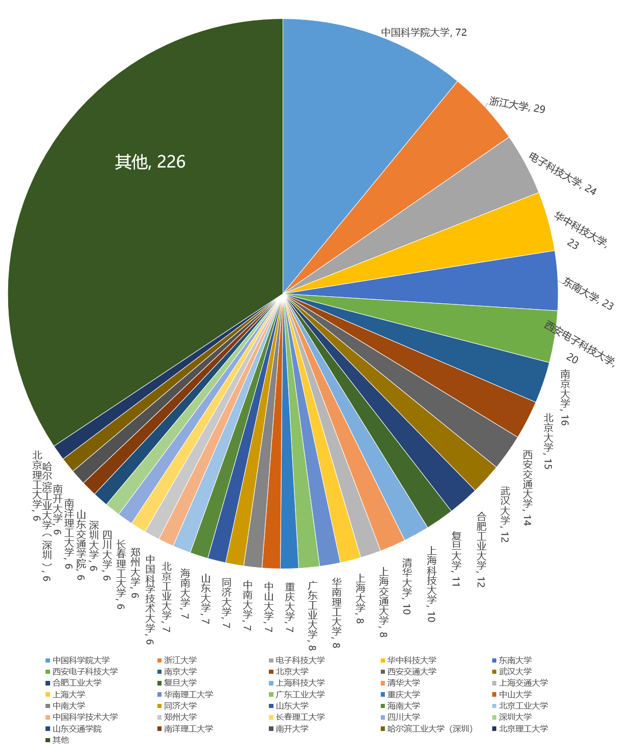 中国科学院大学, 72
浙江大学, 29
电子科技大学, 24
华中科技大学,
23
东南大学, 23
西安电子科技大学,
20
南京大学, 16
北京大学, 15
西安交通大学, 14
武汉大学, 12
合肥工业大学, 12
复旦大学, 11
上海科技大学, 10
清华大学, 10
上海交通大学, 8
上海大学, 8
华南理工大学, 8
广东工业大学, 8
重庆大学, 7
中山大学, 7
中南大学, 7
同济大学, 7
山东大学, 7
海南大学, 7
北京工业大学, 7
中国科学技术大学, 6
郑州大学, 6
长春理工大学, 6
四川大学, 6
深圳大学, 6
山东交通学院, 6
南洋理工大学, 6
南开大学, 6
哈尔滨工业大学（深圳）, 6
北京理工大学, 6
其他, 226
中国科学院大学 浙江大学 电子科技大学 华中科技大学 东南大学
西安电子科技大学 南京大学 北京大学 西安交通大学 武汉大学
合肥工业大学 复旦大学 上海科技大学 清华大学 上海交通大学
上海大学 华南理工大学 广东工业大学 重庆大学 中山大学
中南大学 同济大学 山东大学 海南大学 北京工业大学
中国科学技术大学 郑州大学 长春理工大学 四川大学 深圳大学
山东交通学院 南洋理工大学 南开大学 哈尔滨工业大学（深圳） 北京理工大学
其他